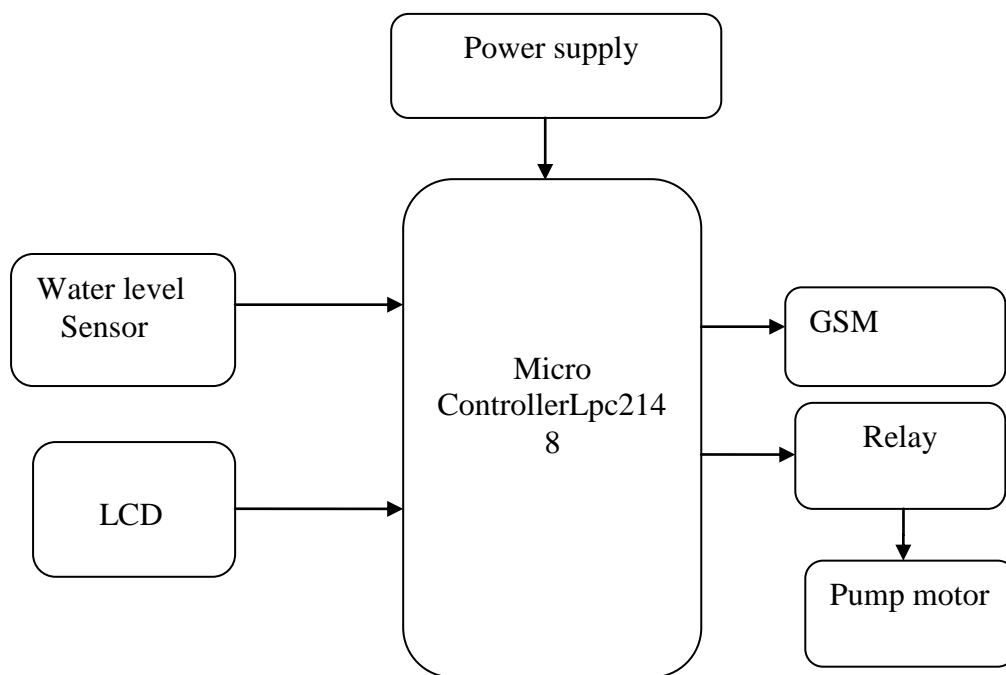 Power supply
Water level
Sensor
Micro
ControllerLpc214
8
GSM
Relay
LCD
Pump motor